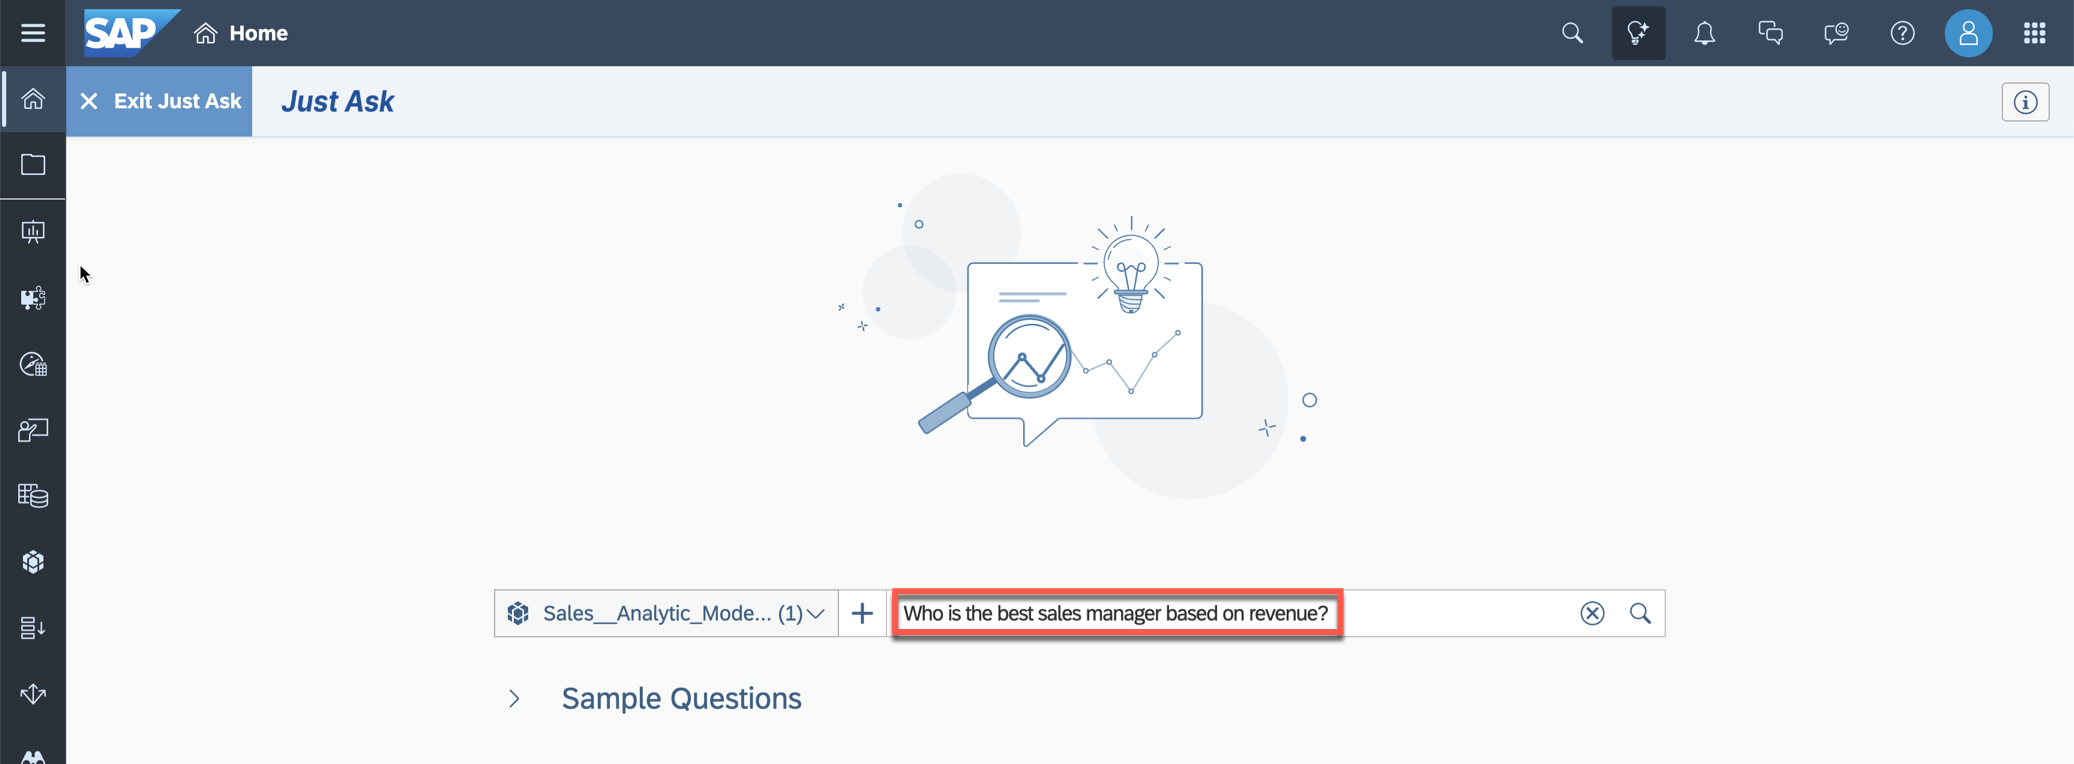 SAP
Home
Exit Just Ask
Just Ask
Sales__Analytic_Mode... (1)
Who is the best sales manager based on revenue?
Sample Questions